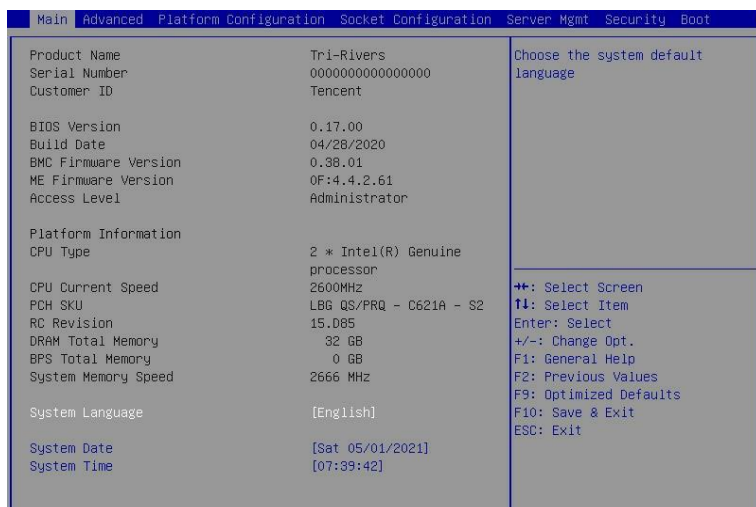 Main Advanced Platform Configuration Socket Configuration Server Mgmt Security Boot
Product Name Tri-Rivers
Serial Number 0000000000000000
Customer ID Tencent
BIOS Version 0.17.00
Build Date 04/28/2020
BMC Firmware Version 0.38.01
ME Firmware Version 0F:4.4.2.61
Access Level Administrator
Platform Information
CPU Type 2 * Intel(R) Genuine
processor
CPU Current Speed 2600MHz
PCH SKU LBG QS/PRQ - C621A - S2
RC Revision 15.D85
DRAM Total Memory 32 GB
BPS Total Memory 0 GB
System Memory Speed 2666 MHz
System Language [English]
System Date [Sat 05/01/2021]
System Time [07:39:42]
Choose the system default
language
→←: Select Screen
↑↓: Select Item
Enter: Select
+/-: Change Opt.
F1: General Help
F2: Previous Values
F9: Optimized Defaults
F10: Save & Exit
ESC: Exit